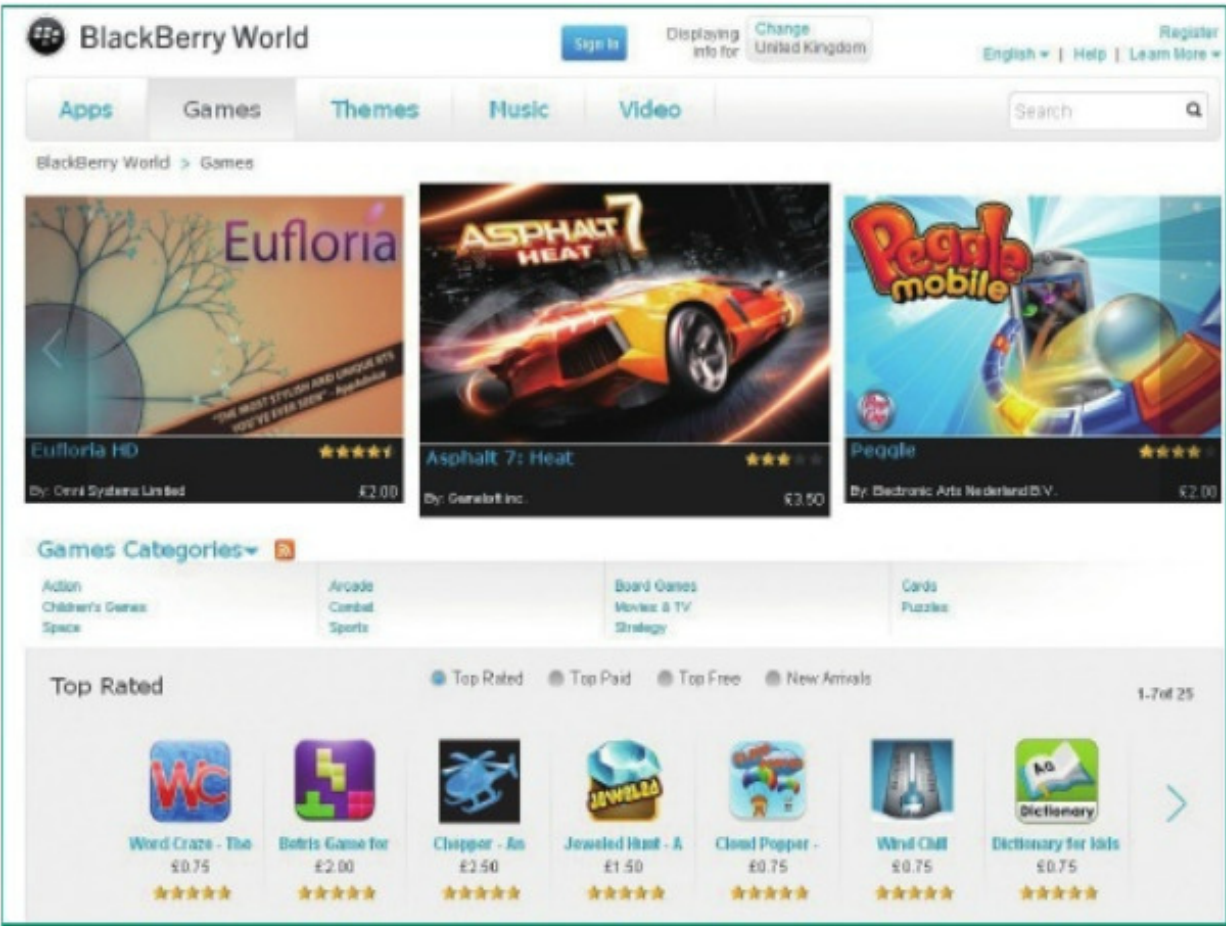 BlackBerry World
Sign In
Displaying info for
Change
United Kingdom
Register
English | Help | Learn More
Apps Games Themes Music Video
Search
BlackBerry World > Games
Eufloria
"THE MOST STYLISH AND UNIQUE RTS
YOU'VE EVER SEEN" - AppAdvice
Eufloria HD
By: Omni Systems Limited £2.00
ASPHALT 7
HEAT
Asphalt 7: Heat
By: Gameloft inc. £3.50
Peggle
mobile
Peggle
By: Electronic Arts Nederland B.V. £2.00
Games Categories
Action Arcade Board Games Cards
Children's Games Combat Movies & TV Puzzles
Space Sports Strategy
Top Rated
Top Rated Top Paid Top Free New Arrivals
1-7 of 25
WC
JEWELED
Dictionary
Word Craze - The Betris Game for Chopper - An Jeweled Hunt - A Cloud Popper - Wind Chill Dictionary for kids
£0.75 £2.00 £2.50 £1.50 £0.75 £0.75 £0.75